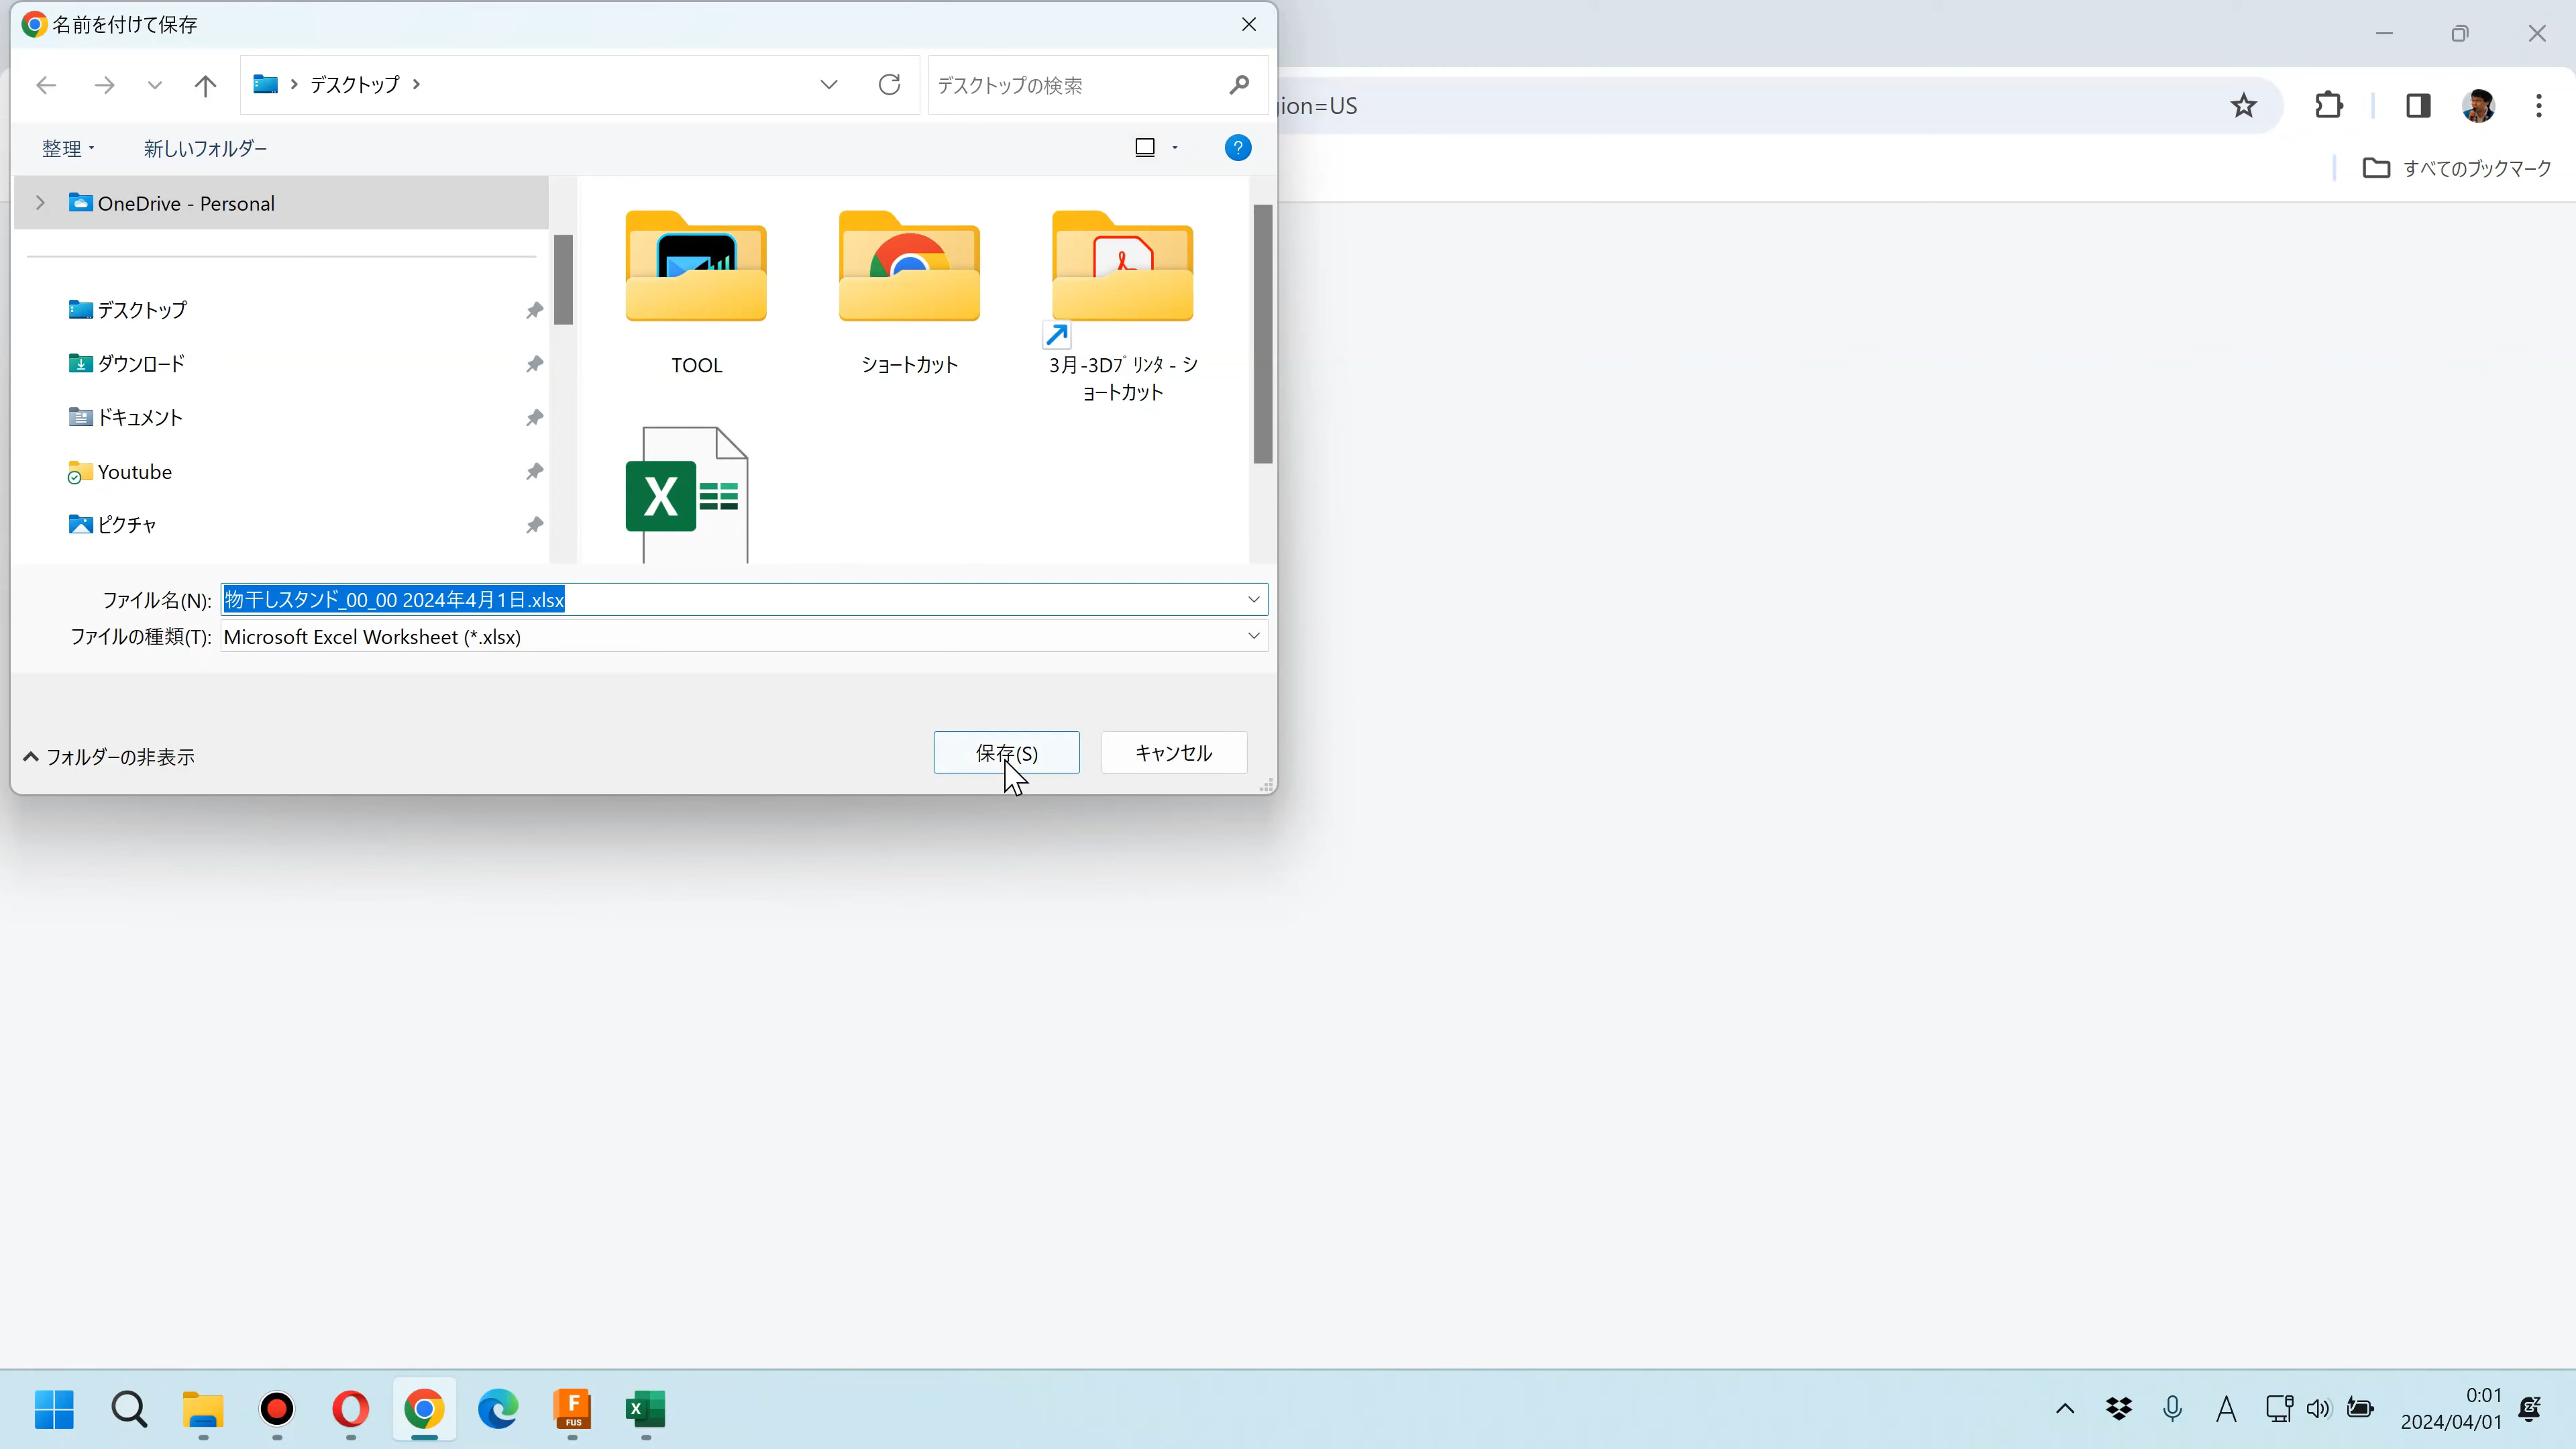 名前を付けて保存
デスクトップ
デスクトップの検索
ion=US
整理
新しいフォルダー
?
すべてのブックマーク
OneDrive - Personal
デスクトップ
ダウンロード
ドキュメント
Youtube
ピクチャ
TOOL
ショートカット
3月-3Dﾌﾟﾘﾝﾀ - シ
ョートカット
X
ファイル名(N):
物干しスタンド_00_00 2024年4月1日.xlsx
ファイルの種類(T):
Microsoft Excel Worksheet (*.xlsx)
フォルダーの非表示
保存(S)
キャンセル
F
FUS
X
A
0:01
2024/04/01